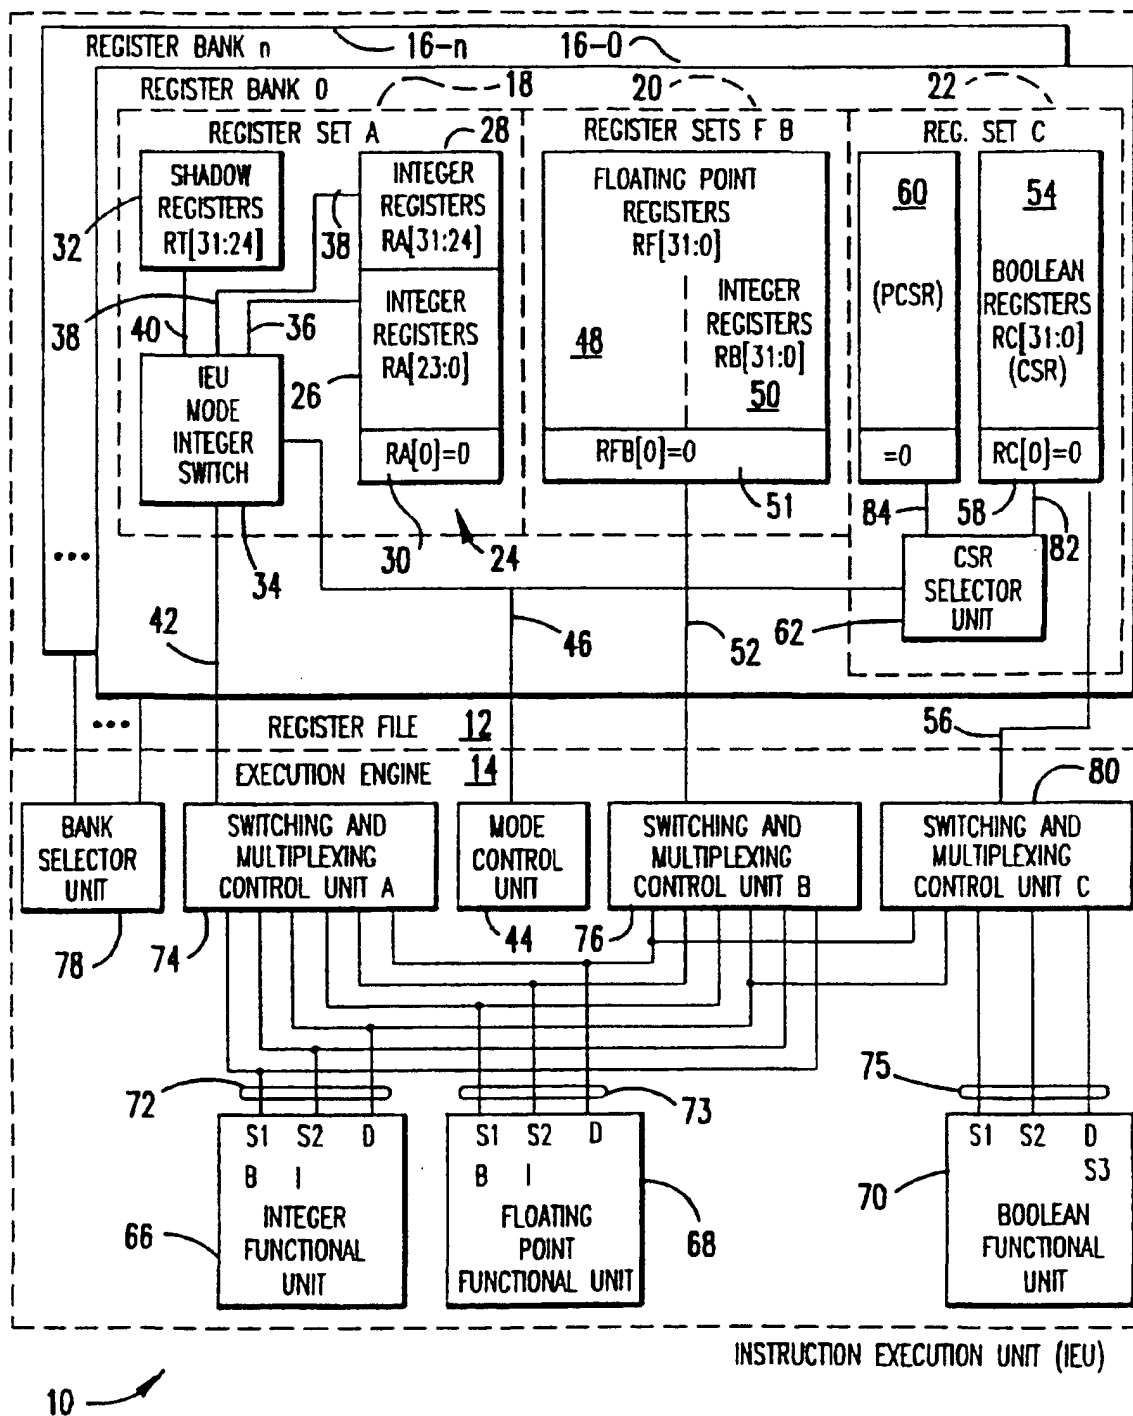 REGISTER BANK n
16-n
16-0
REGISTER BANK 0
18
20
22
REGISTER SET A
28
REGISTER SETS F B
REG. SET C
SHADOW
REGISTERS
RT[31:24]
32
INTEGER
REGISTERS
RA[31:24]
38
38
40
36
INTEGER
REGISTERS
RA[23:0]
26
FLOATING POINT
REGISTERS
RF[31:0]
48
INTEGER
REGISTERS
RB[31:0]
50
60
(PCSR)
54
BOOLEAN
REGISTERS
RC[31:0]
(CSR)
IEU
MODE
INTEGER
SWITCH
RA[0]=0
RFB[0]=0
=0
RC[0]=0
51
84
58
82
34
30
24
CSR
SELECTOR
UNIT
62
...
42
46
52
56
...
REGISTER FILE 12
EXECUTION ENGINE 14
80
BANK
SELECTOR
UNIT
SWITCHING AND
MULTIPLEXING
CONTROL UNIT A
MODE
CONTROL
UNIT
SWITCHING AND
MULTIPLEXING
CONTROL UNIT B
SWITCHING AND
MULTIPLEXING
CONTROL UNIT C
78
74
44
76
72
73
75
S1 S2 D
B I
INTEGER
FUNCTIONAL
UNIT
66
S1 S2 D
B I
FLOATING
POINT
FUNCTIONAL UNIT
68
S1 S2 D
S3
BOOLEAN
FUNCTIONAL
UNIT
70
INSTRUCTION EXECUTION UNIT (IEU)
10